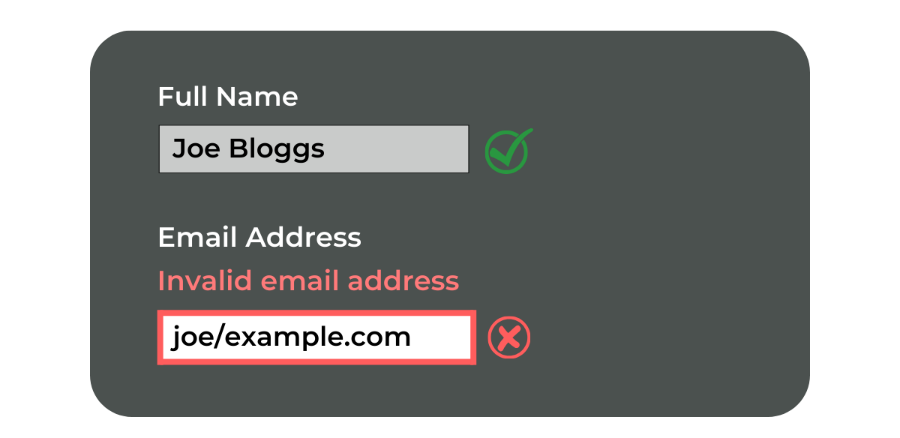 Full Name
Joe Bloggs
Email Address
Invalid email address
joe/example.com